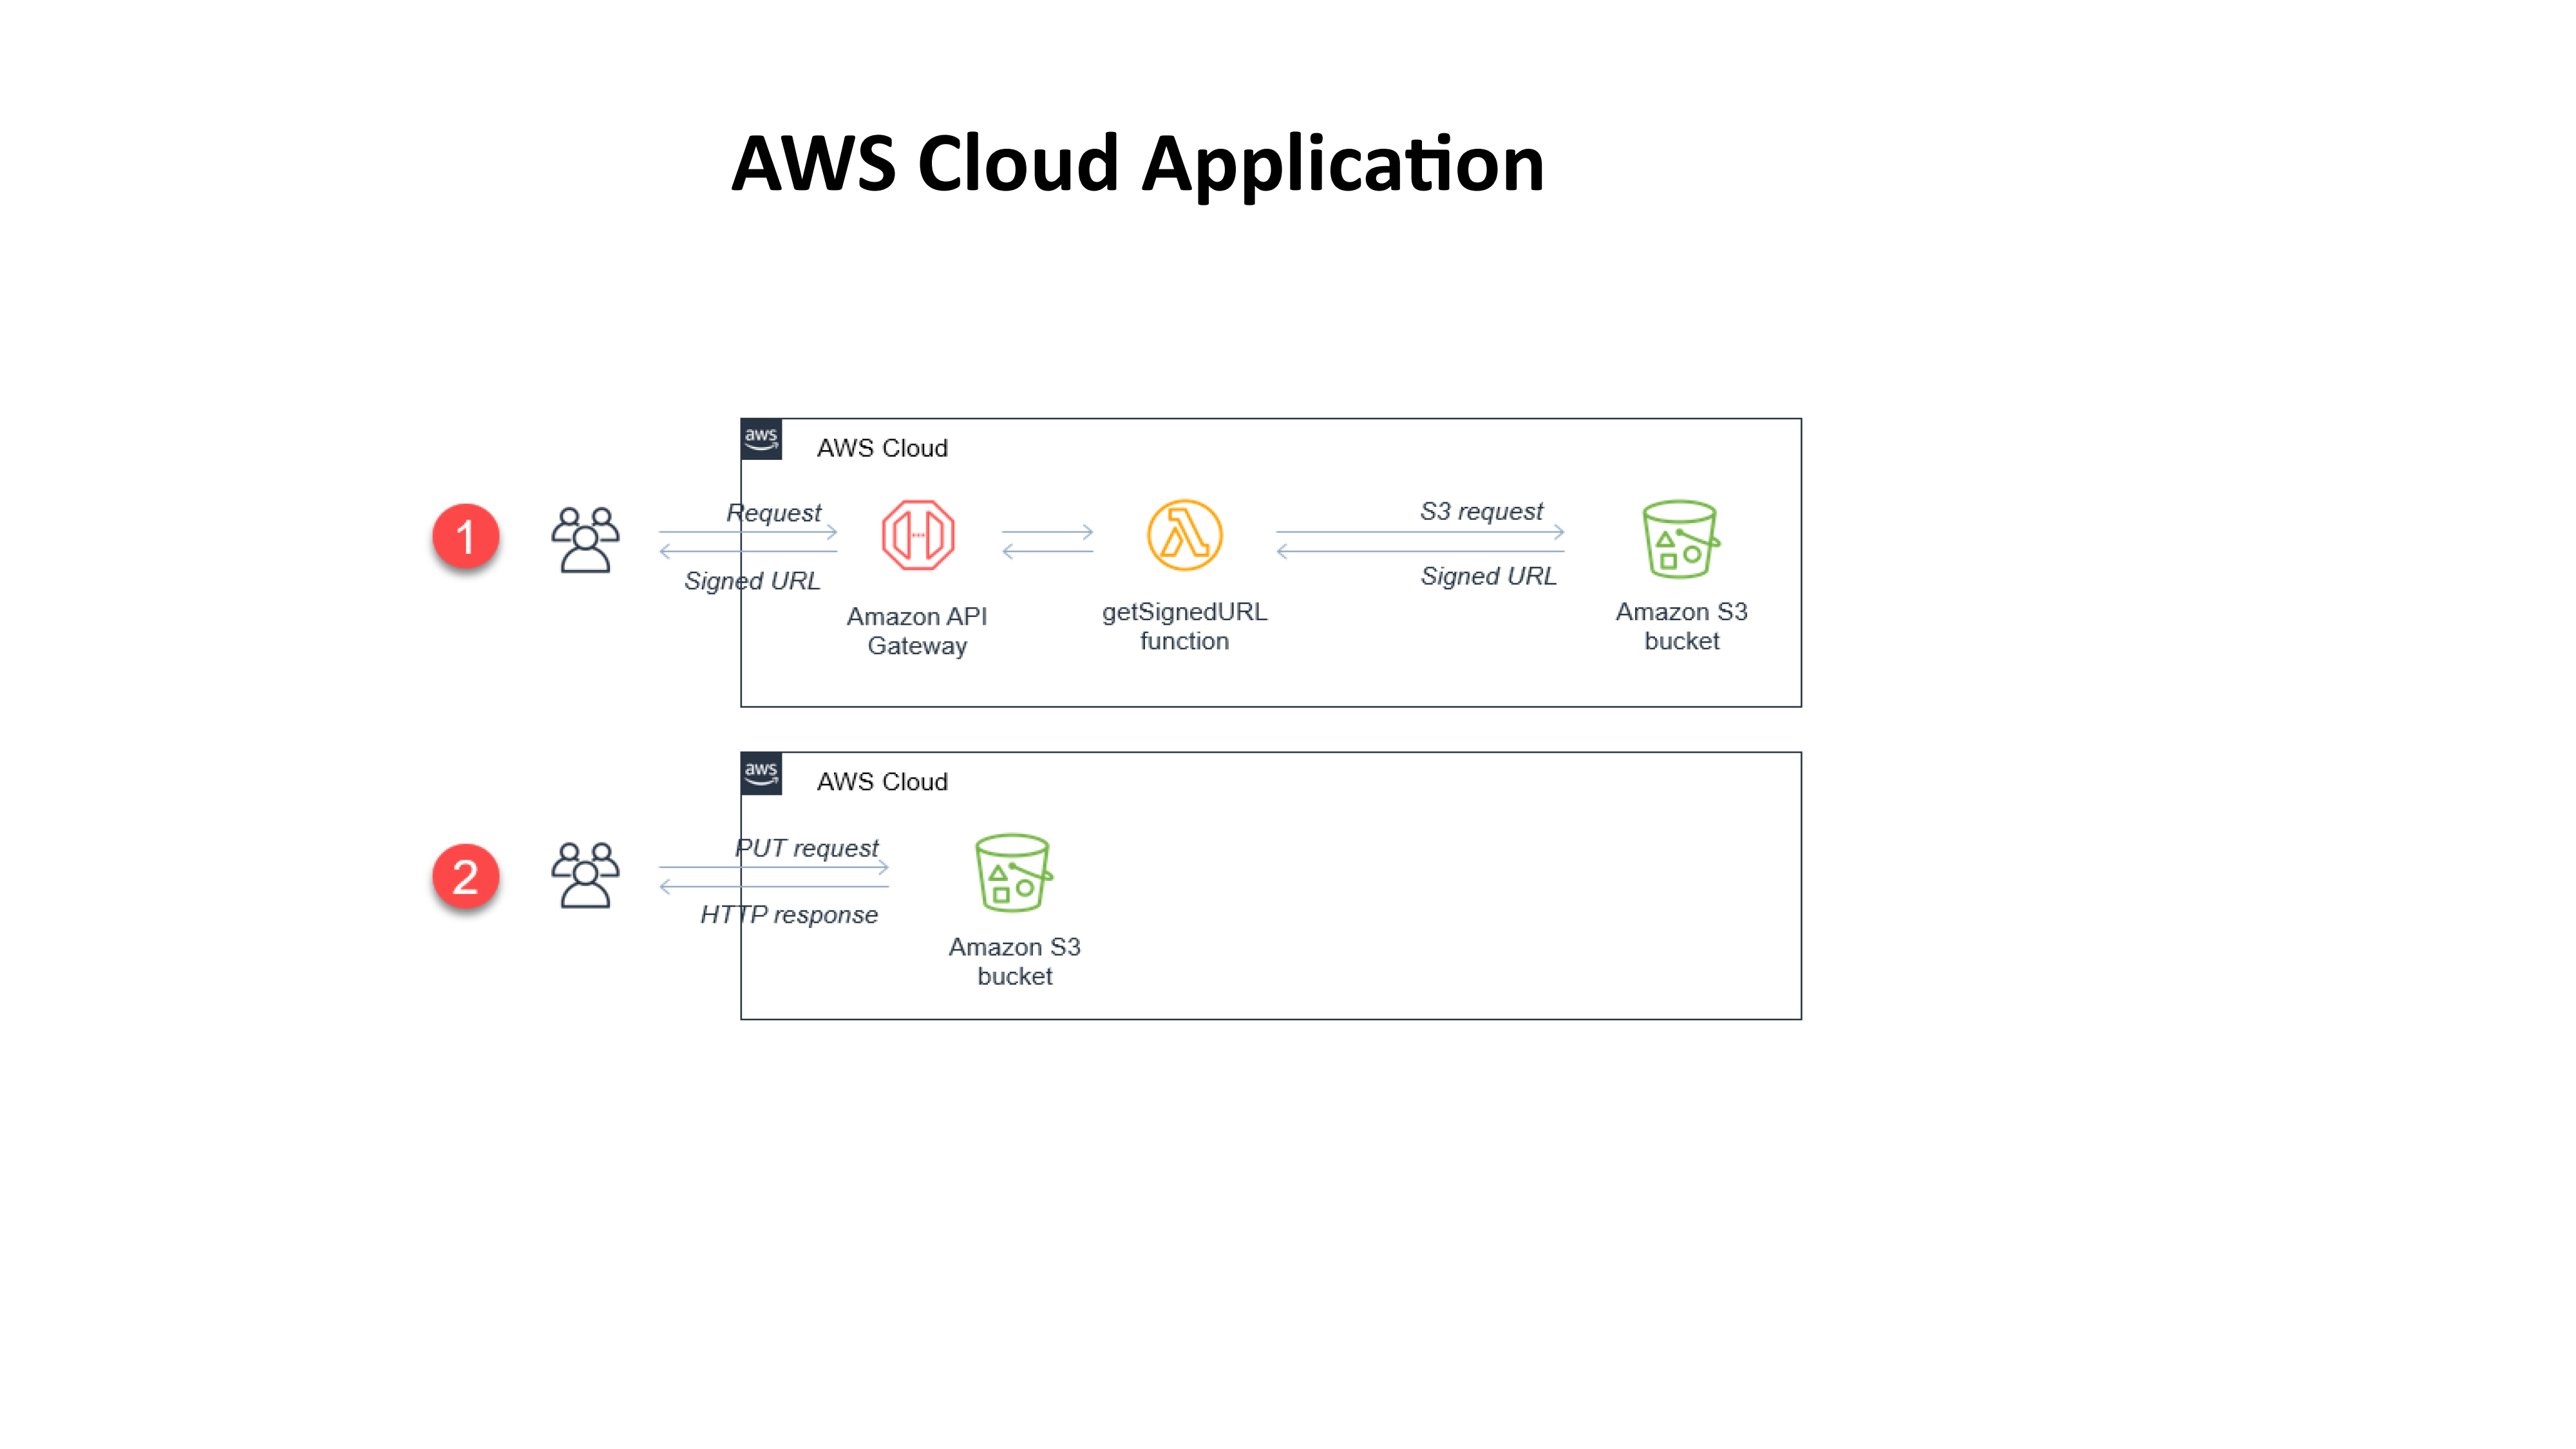 AWS Cloud Application
aws
AWS Cloud
1
Request
Signed URL
Amazon API
Gateway
getSignedURL
function
S3 request
Signed URL
Amazon S3
bucket
aws
AWS Cloud
2
PUT request
HTTP response
Amazon S3
bucket